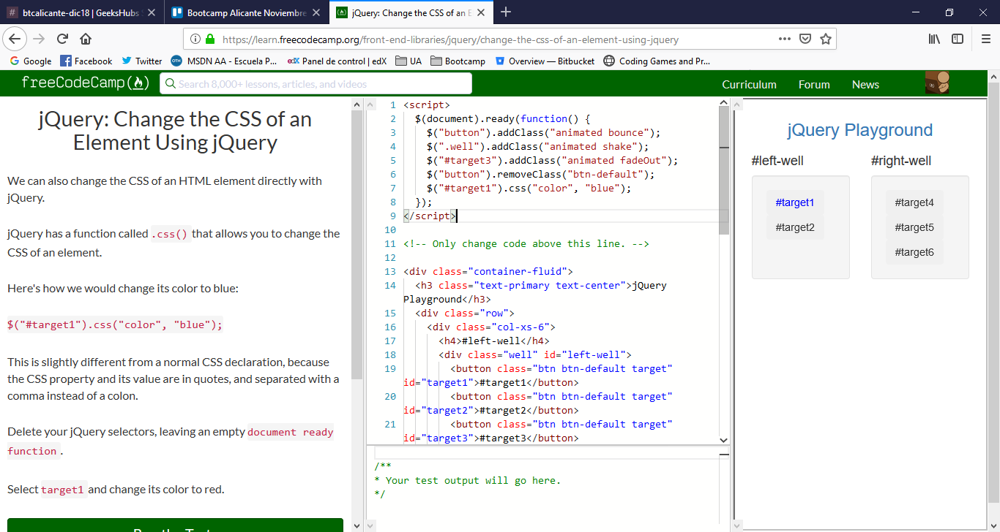 btcalicante-dic18 | GeeksHubs
Bootcamp Alicante Noviembre
jQuery: Change the CSS of an E
https://learn.freecodecamp.org/front-end-libraries/jquery/change-the-css-of-an-element-using-jquery
Google
Facebook
Twitter
MSDN AA - Escuela P...
edX
Panel de control | edX
UA
Bootcamp
Overview — Bitbucket
Coding Games and Pr...
freeCodeCamp
Search 8,000+ lessons, articles, and videos
Curriculum
Forum
News
jQuery: Change the CSS of an
Element Using jQuery
We can also change the CSS of an HTML element directly with
jQuery.
jQuery has a function called .css() that allows you to change the
CSS of an element.
Here's how we would change its color to blue:
$("#target1").css("color", "blue");
This is slightly different from a normal CSS declaration, because
the CSS property and its value are in quotes, and separated with a
comma instead of a colon.
Delete your jQuery selectors, leaving an empty document ready
function .
Select target1 and change its color to red.
1 <script>
2 $(document).ready(function() {
3 $("button").addClass("animated bounce");
4 $(".well").addClass("animated shake");
5 $("#target3").addClass("animated fadeOut");
6 $("button").removeClass("btn-default");
7 $("#target1").css("color", "blue");
8 });
9 </script>
10
11 <!-- Only change code above this line. -->
12
13 <div class="container-fluid">
14 <h3 class="text-primary text-center">jQuery
Playground</h3>
15 <div class="row">
16 <div class="col-xs-6">
17 <h4>#left-well</h4>
18 <div class="well" id="left-well">
19 <button class="btn btn-default target"
id="target1">#target1</button>
20 <button class="btn btn-default target"
id="target2">#target2</button>
21 <button class="btn btn-default target"
id="target3">#target3</button>
/**
* Your test output will go here.
*/
jQuery Playground
#left-well
#target1
#target2
#right-well
#target4
#target5
#target6